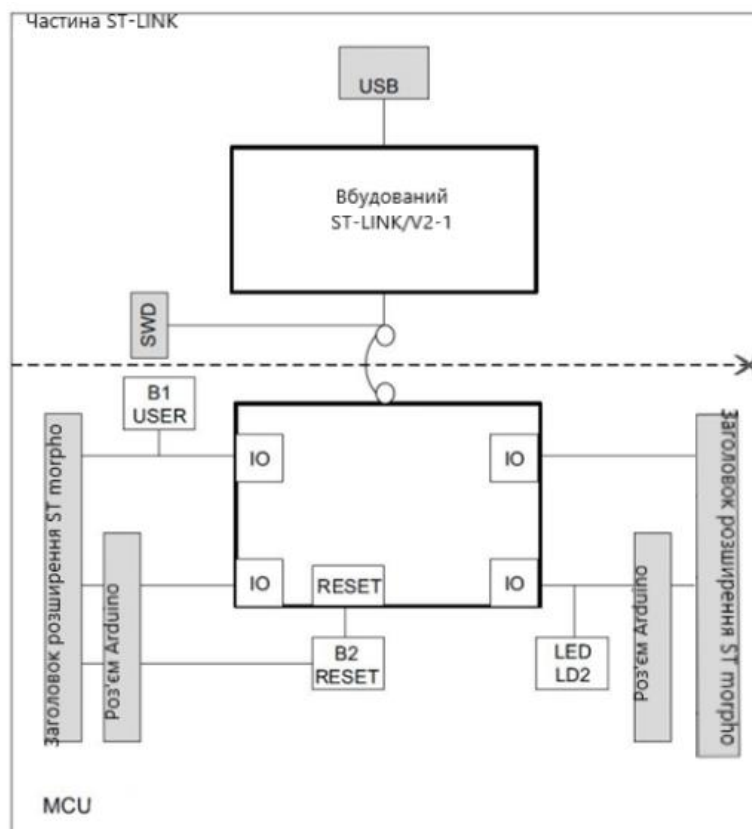 Частина ST-LINK
USB
Вбудований
ST-LINK/V2-1
SWD
B1
USER
IO
IO
Заголовок розширення ST morpho
Заголовок розширення ST morpho
Роз'єм Arduino
IO
RESET
IO
Роз'єм Arduino
B2
RESET
LED
LD2
MCU